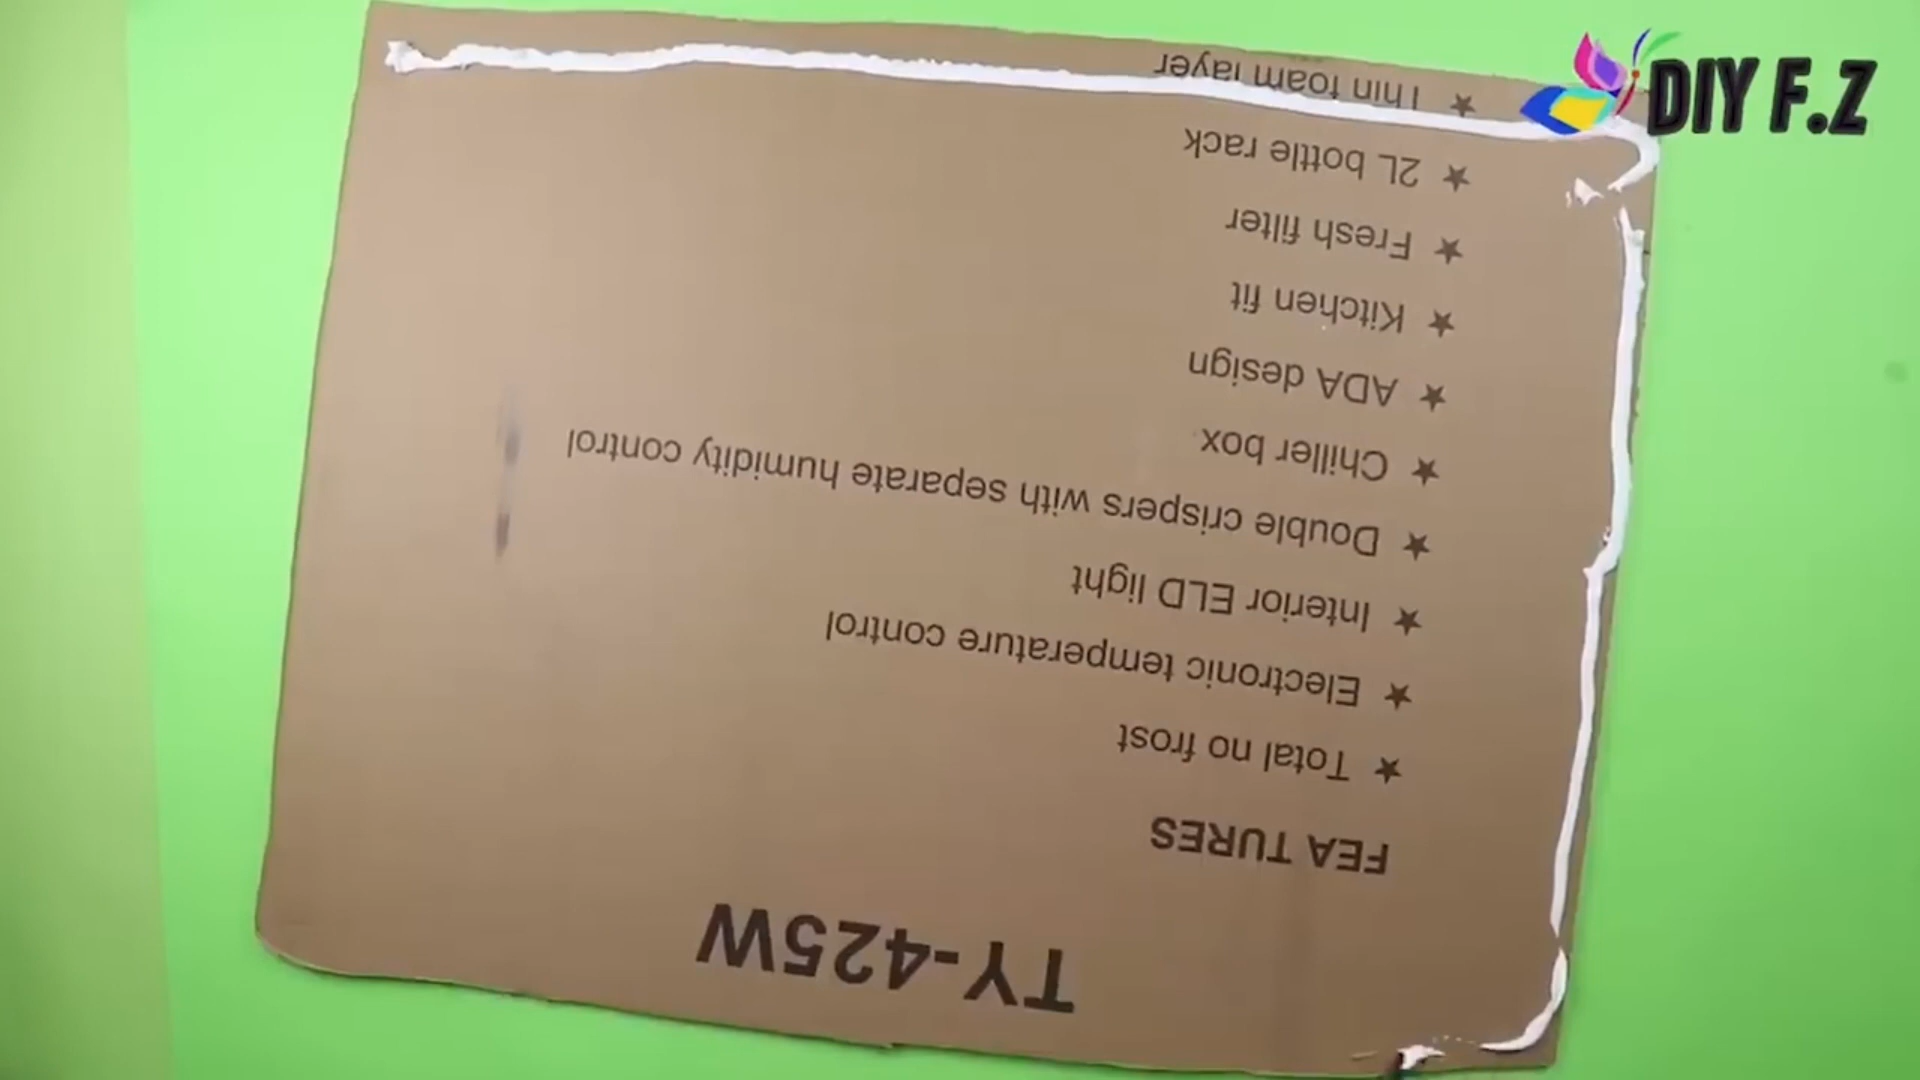 DIY F.Z
TY-425W
FEA TURES
★ Total no frost
★ Electronic temperature control
★ Interior ELD light
★ Double crispers with separate humidity control
★ Chiller box
★ ADA design
★ Kitchen fit
★ Fresh filter
★ 2L bottle rack
★ Thin foam layer